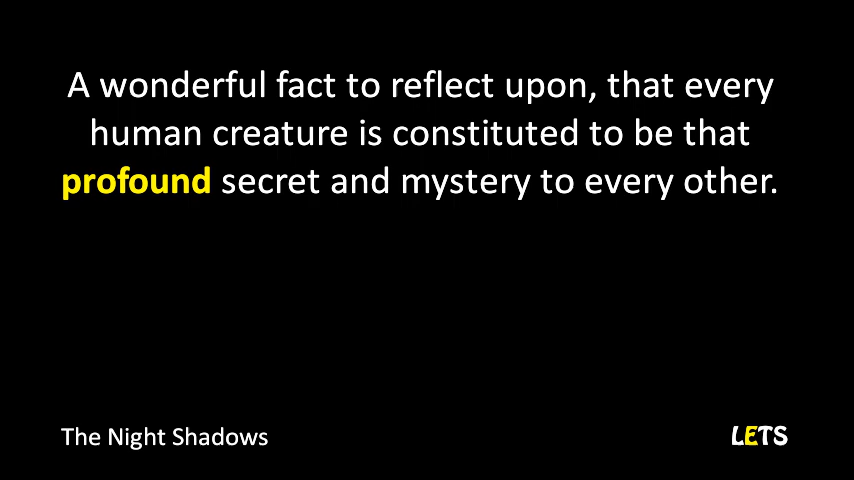 A wonderful fact to reflect upon, that every
human creature is constituted to be that
profound secret and mystery to every other.
The Night Shadows
LETS